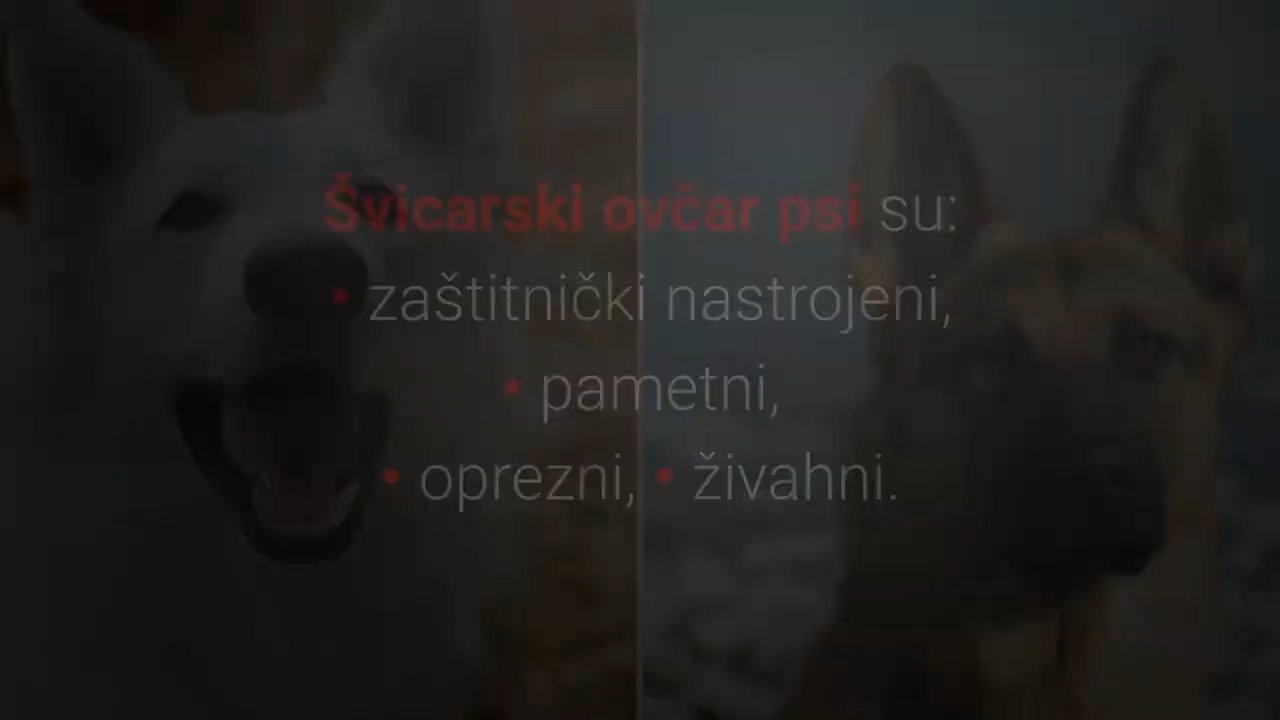 Švicarski ovčar psi su:
• zaštitnički nastrojeni,
• pametni,
• oprezni, • živahni.